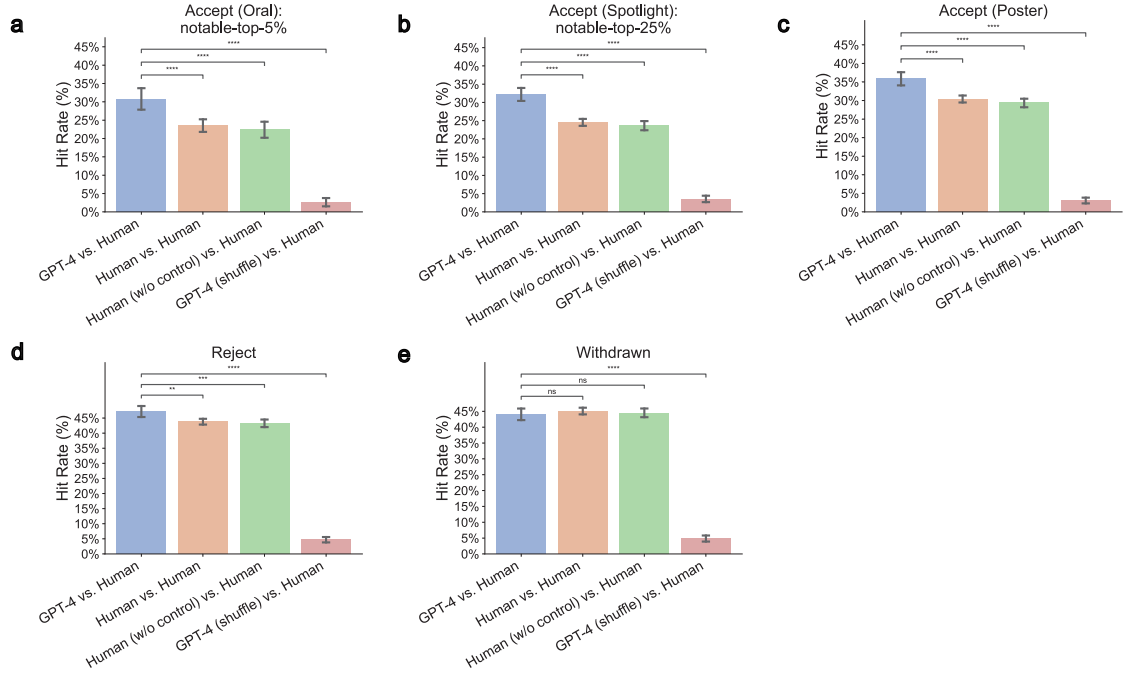 a
Accept (Oral):
notable-top-5%
****
****
****
45%
40%
35%
30%
25%
20%
15%
10%
5%
0%
Hit Rate (%)
GPT-4 vs. Human
Human vs. Human
Human (w/o control) vs. Human
GPT-4 (shuffle) vs. Human
b
Accept (Spotlight):
notable-top-25%
****
****
****
45%
40%
35%
30%
25%
20%
15%
10%
5%
0%
Hit Rate (%)
GPT-4 vs. Human
Human vs. Human
Human (w/o control) vs. Human
GPT-4 (shuffle) vs. Human
c
Accept (Poster)
****
****
****
45%
40%
35%
30%
25%
20%
15%
10%
5%
0%
Hit Rate (%)
GPT-4 vs. Human
Human vs. Human
Human (w/o control) vs. Human
GPT-4 (shuffle) vs. Human
d
Reject
****
***
**
45%
40%
35%
30%
25%
20%
15%
10%
5%
0%
Hit Rate (%)
GPT-4 vs. Human
Human vs. Human
Human (w/o control) vs. Human
GPT-4 (shuffle) vs. Human
e
Withdrawn
****
ns
ns
45%
40%
35%
30%
25%
20%
15%
10%
5%
0%
Hit Rate (%)
GPT-4 vs. Human
Human vs. Human
Human (w/o control) vs. Human
GPT-4 (shuffle) vs. Human